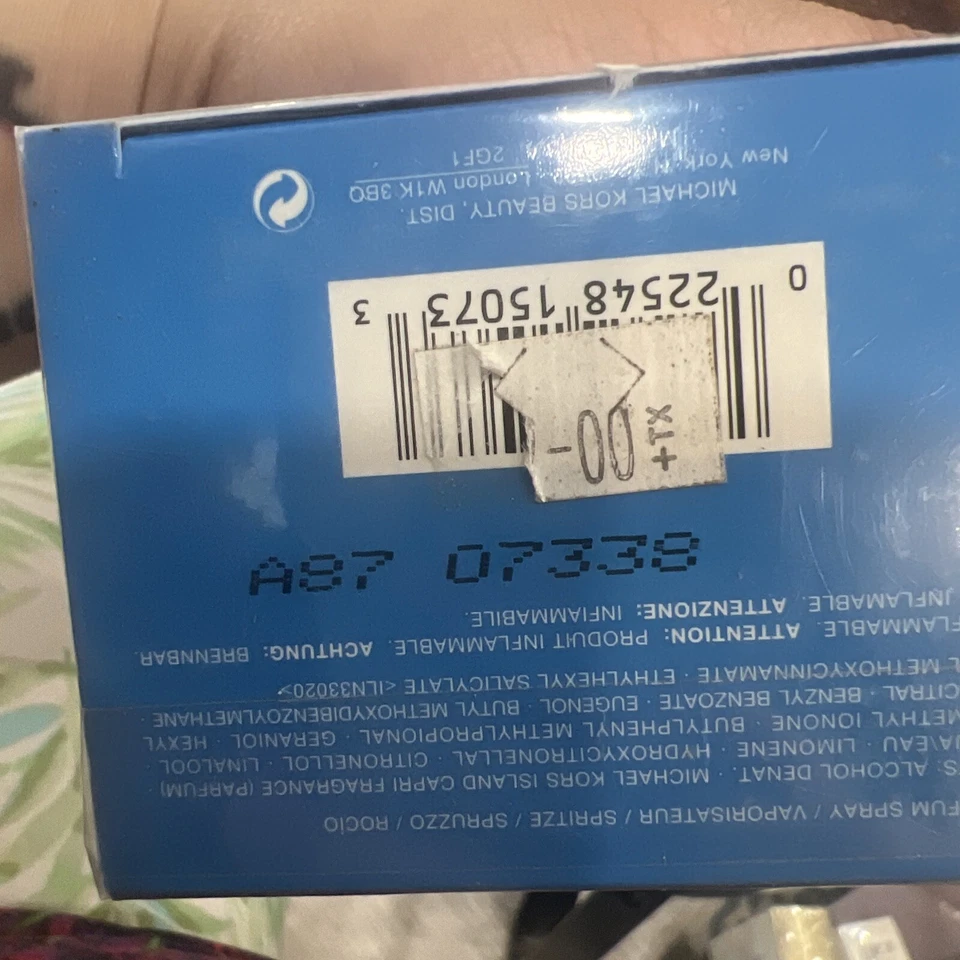 FUM SPRAY / VAPORISATEUR / SPRITZE / SPRUZZO / ROCÍO
S: ALCOHOL DENAT. · MICHAEL KORS ISLAND CAPRI FRAGRANCE (PARFUM) ·
UA/EAU · LIMONENE · HYDROXYCITRONELLAL · CITRONELLOL · LINALOOL ·
METHYL IONONE · BUTYLPHENYL METHYLPROPIONAL · GERANIOL · HEXYL
CITRAL · BENZYL BENZOATE · EUGENOL · BUTYL METHOXYDIBENZOYLMETHANE ·
L METHOXYCINNAMATE · ETHYLHEXYL SALICYLATE <ILN33020>
FLAMMABLE. ATTENTION: PRODUIT INFLAMMABLE. ACHTUNG: BRENNBAR.
INFLAMABLE. ATTENZIONE: INFIAMMABILE.
A87 07338
-00
+TX
0 22548 15073 3
MICHAEL KORS BEAUTY, DIST.
New York London W1K 3BQ
2GF1